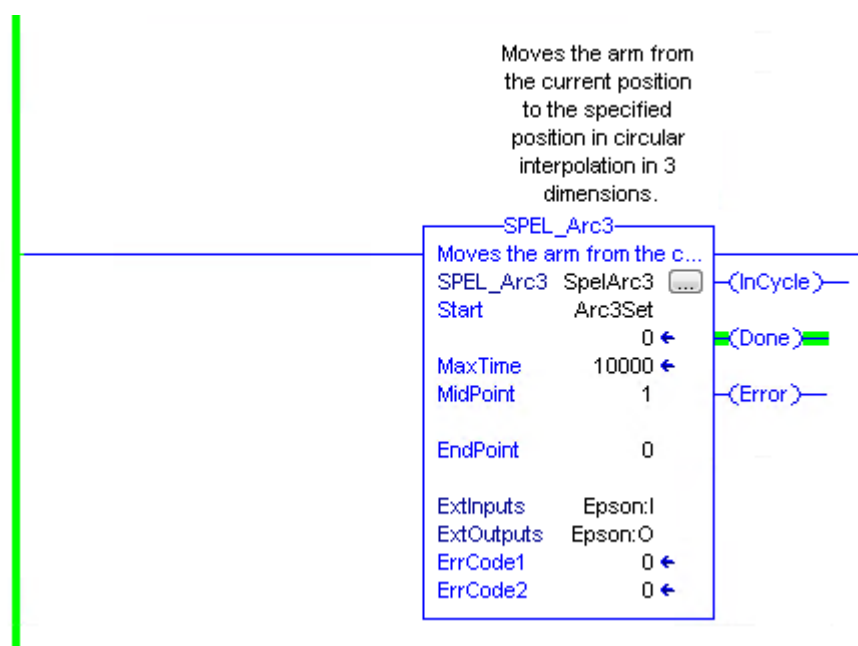 Moves the arm from
the current position
to the specified
position in circular
interpolation in 3
dimensions.
SPEL_Arc3
Moves the arm from the c...
SPEL_Arc3 SpelArc3 ... (InCycle)
Start Arc3Set
0 ← (Done)
MaxTime 10000 ←
MidPoint 1 (Error)
EndPoint 0
ExtInputs Epson:I
ExtOutputs Epson:O
ErrCode1 0 ←
ErrCode2 0 ←